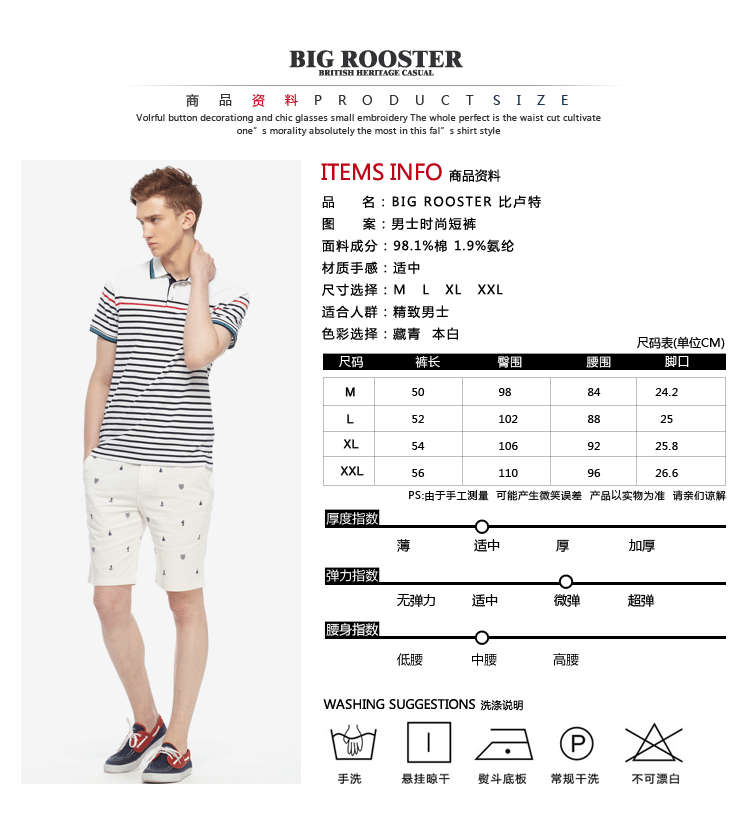 BIG ROOSTER
BRITISH HERITAGE CASUAL
商品资料PRODUCT SIZE
Volrful button decorationg and chic glasses small embroidery The whole perfect is the waist cut cultivate
one"s morality absolutely the most in this fal"s shirt style
ITEMS INFO 商品资料
品 名：BIG ROOSTER 比卢特
图 案：男士时尚短裤
面料成分：98.1%棉 1.9%氨纶
材质手感：适中
尺寸选择：M L XL XXL
适合人群：精致男士
色彩选择：藏青 本白
尺码表(单位CM)
尺码 裤长 臀围 腰围 脚口
M 50 98 84 24.2
L 52 102 88 25
XL 54 106 92 25.8
XXL 56 110 96 26.6
PS:由于手工测量 可能产生微笑误差 产品以实物为准 请亲们谅解
厚度指数
薄 适中 厚 加厚
弹力指数
无弹力 适中 微弹 超弹
腰身指数
低腰 中腰 高腰
WASHING SUGGESTIONS 洗涤说明
P
手洗 悬挂晾干 熨斗底板 常规干洗 不可漂白